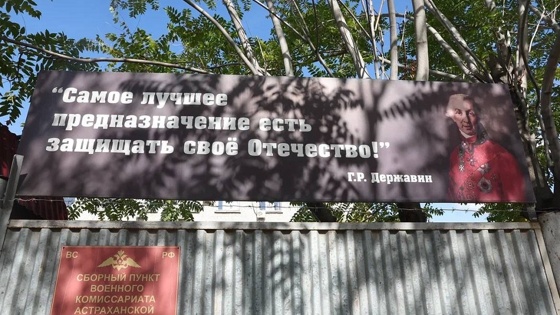 “Самое лучшее
предназначение есть
защищать своё Отечество!”
Г.Р. Державин
ВС РФ
СБОРНЫЙ ПУНКТ
ВОЕННОГО
КОМИССАРИАТА
АСТРАХАНСКОЙ